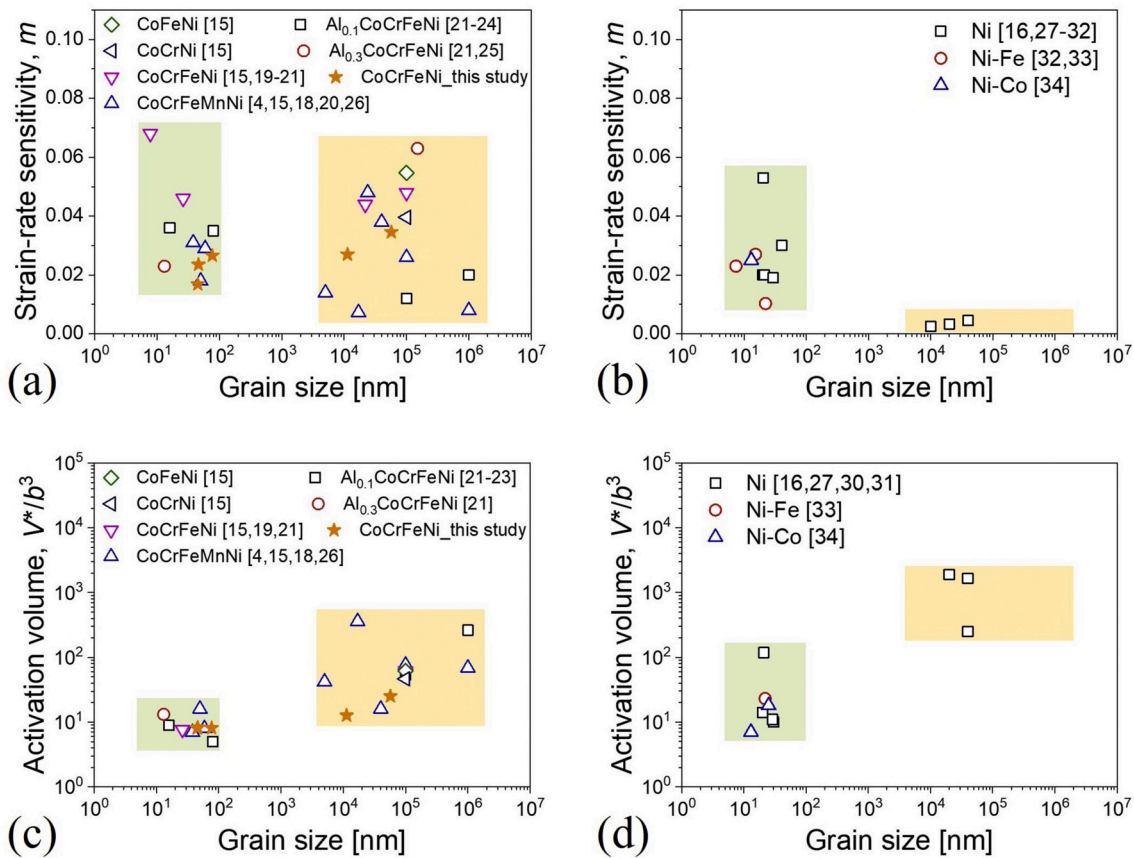 CoFeNi [15]
Al0.1CoCrFeNi [21-24]
CoCrNi [15]
Al0.3CoCrFeNi [21,25]
CoCrFeNi [15,19-21]
CoCrFeNi_this study
CoCrFeMnNi [4,15,18,20,26]
0.10
0.08
0.06
0.04
0.02
0.00
Strain-rate sensitivity, m
10^0 10^1 10^2 10^3 10^4 10^5 10^6 10^7
Grain size [nm]
(a)
Ni [16,27-32]
Ni-Fe [32,33]
Ni-Co [34]
0.10
0.08
0.06
0.04
0.02
0.00
Strain-rate sensitivity, m
10^0 10^1 10^2 10^3 10^4 10^5 10^6 10^7
Grain size [nm]
(b)
CoFeNi [15]
Al0.1CoCrFeNi [21-23]
CoCrNi [15]
Al0.3CoCrFeNi [21]
CoCrFeNi [15,19,21]
CoCrFeNi_this study
CoCrFeMnNi [4,15,18,26]
10^5
10^4
10^3
10^2
10^1
10^0
Activation volume, V*/b^3
10^0 10^1 10^2 10^3 10^4 10^5 10^6 10^7
Grain size [nm]
(c)
Ni [16,27,30,31]
Ni-Fe [33]
Ni-Co [34]
10^5
10^4
10^3
10^2
10^1
10^0
Activation volume, V*/b^3
10^0 10^1 10^2 10^3 10^4 10^5 10^6 10^7
Grain size [nm]
(d)